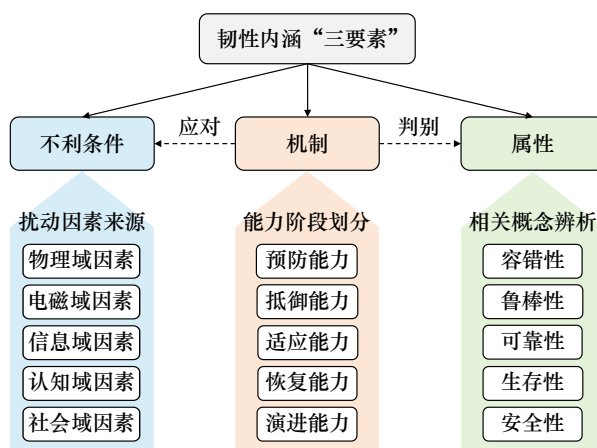 韧性内涵“三要素”
应对
判别
不利条件
机制
属性
扰动因素来源
物理域因素
电磁域因素
信息域因素
认知域因素
社会域因素
能力阶段划分
预防能力
抵御能力
适应能力
恢复能力
演进能力
相关概念辨析
容错性
鲁棒性
可靠性
生存性
安全性